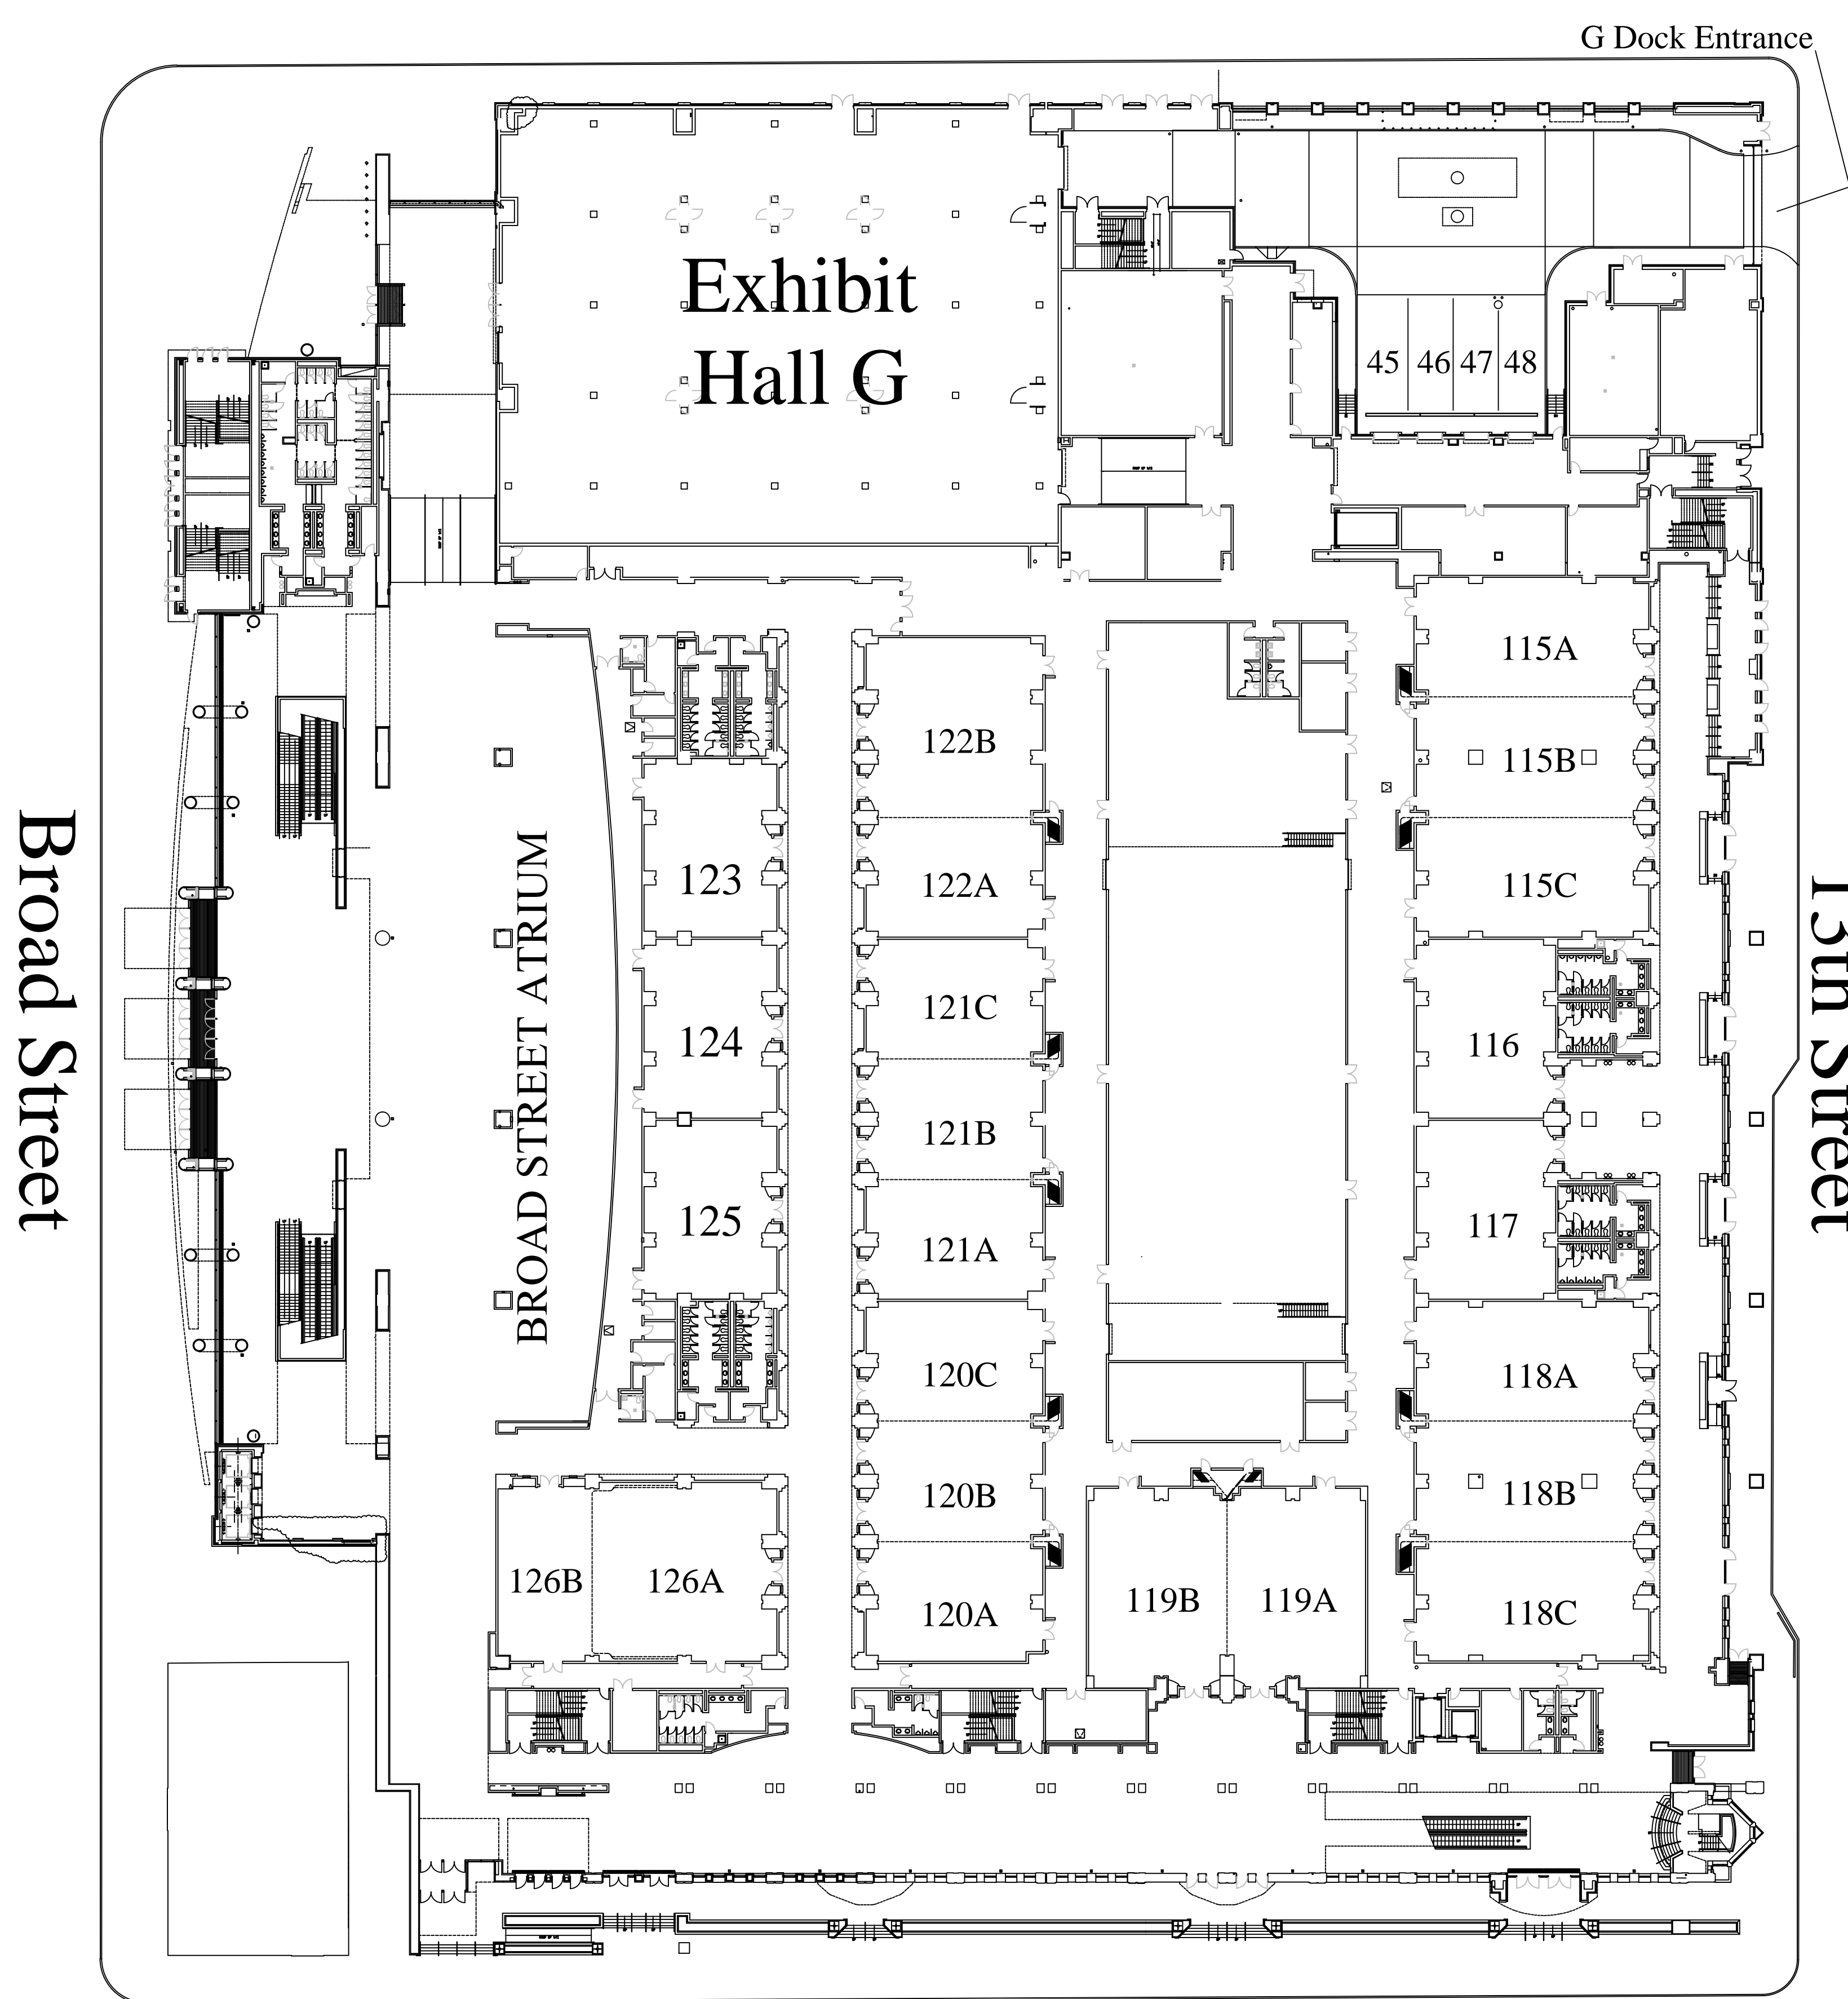 G Dock Entrance
Exhibit
Hall G
45 46 47 48
115A
122B
115B
123
122A
115C
121C
124
116
121B
125
117
121A
120C
118A
120B
118B
126B
126A
120A
119B
119A
118C
BROAD STREET ATRIUM
Broad Street
13th Street